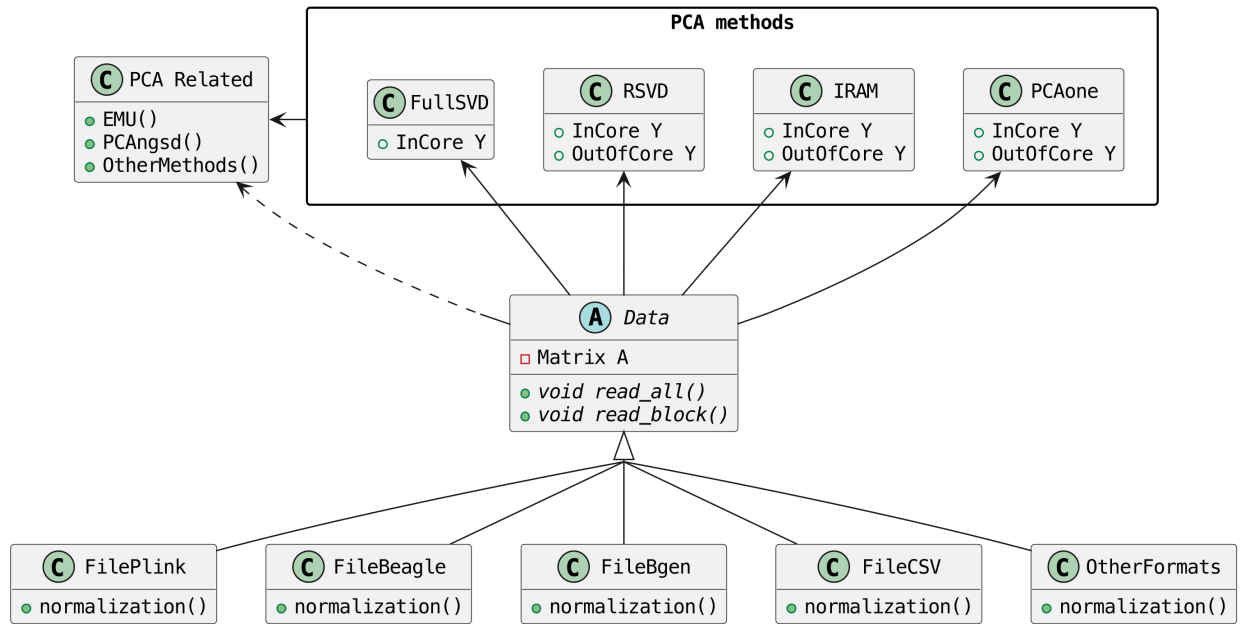 PCA methods
C PCA Related
EMU()
PCAngsd()
OtherMethods()
C FullSVD
InCore Y
C RSVD
InCore Y
OutOfCore Y
C IRAM
InCore Y
OutOfCore Y
C PCAone
InCore Y
OutOfCore Y
A Data
Matrix A
void read_all()
void read_block()
C FilePlink
normalization()
C FileBeagle
normalization()
C FileBgen
normalization()
C FileCSV
normalization()
C OtherFormats
normalization()